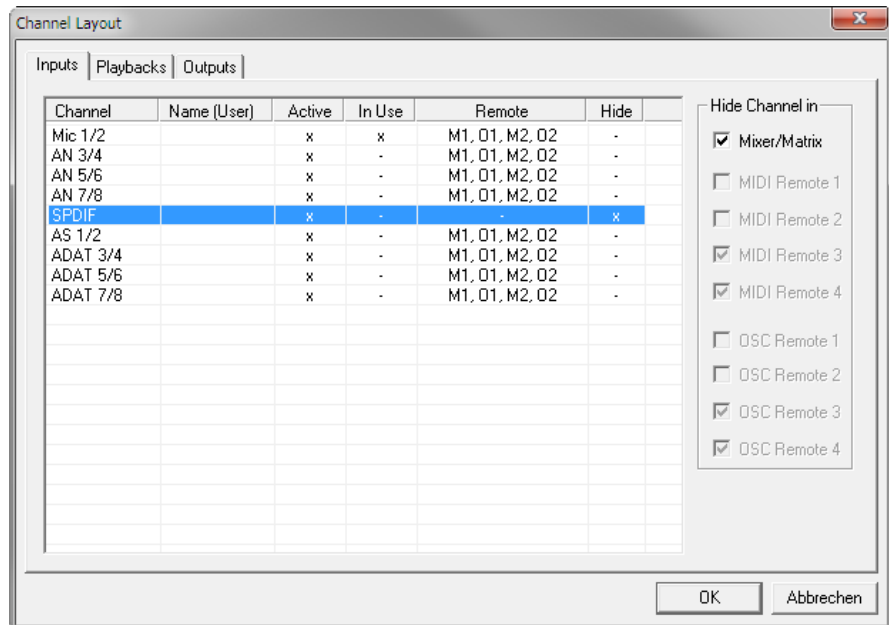 Channel Layout
Inputs Playbacks Outputs
Channel Name (User) Active In Use Remote Hide
Mic 1/2 x x M1, O1, M2, O2 -
AN 3/4 x - M1, O1, M2, O2 -
AN 5/6 x - M1, O1, M2, O2 -
AN 7/8 x - M1, O1, M2, O2 -
SPDIF x - - x
AS 1/2 x - M1, O1, M2, O2 -
ADAT 3/4 x - M1, O1, M2, O2 -
ADAT 5/6 x - M1, O1, M2, O2 -
ADAT 7/8 x - M1, O1, M2, O2 -
Hide Channel in
Mixer/Matrix
MIDI Remote 1
MIDI Remote 2
MIDI Remote 3
MIDI Remote 4
OSC Remote 1
OSC Remote 2
OSC Remote 3
OSC Remote 4
OK Abbrechen